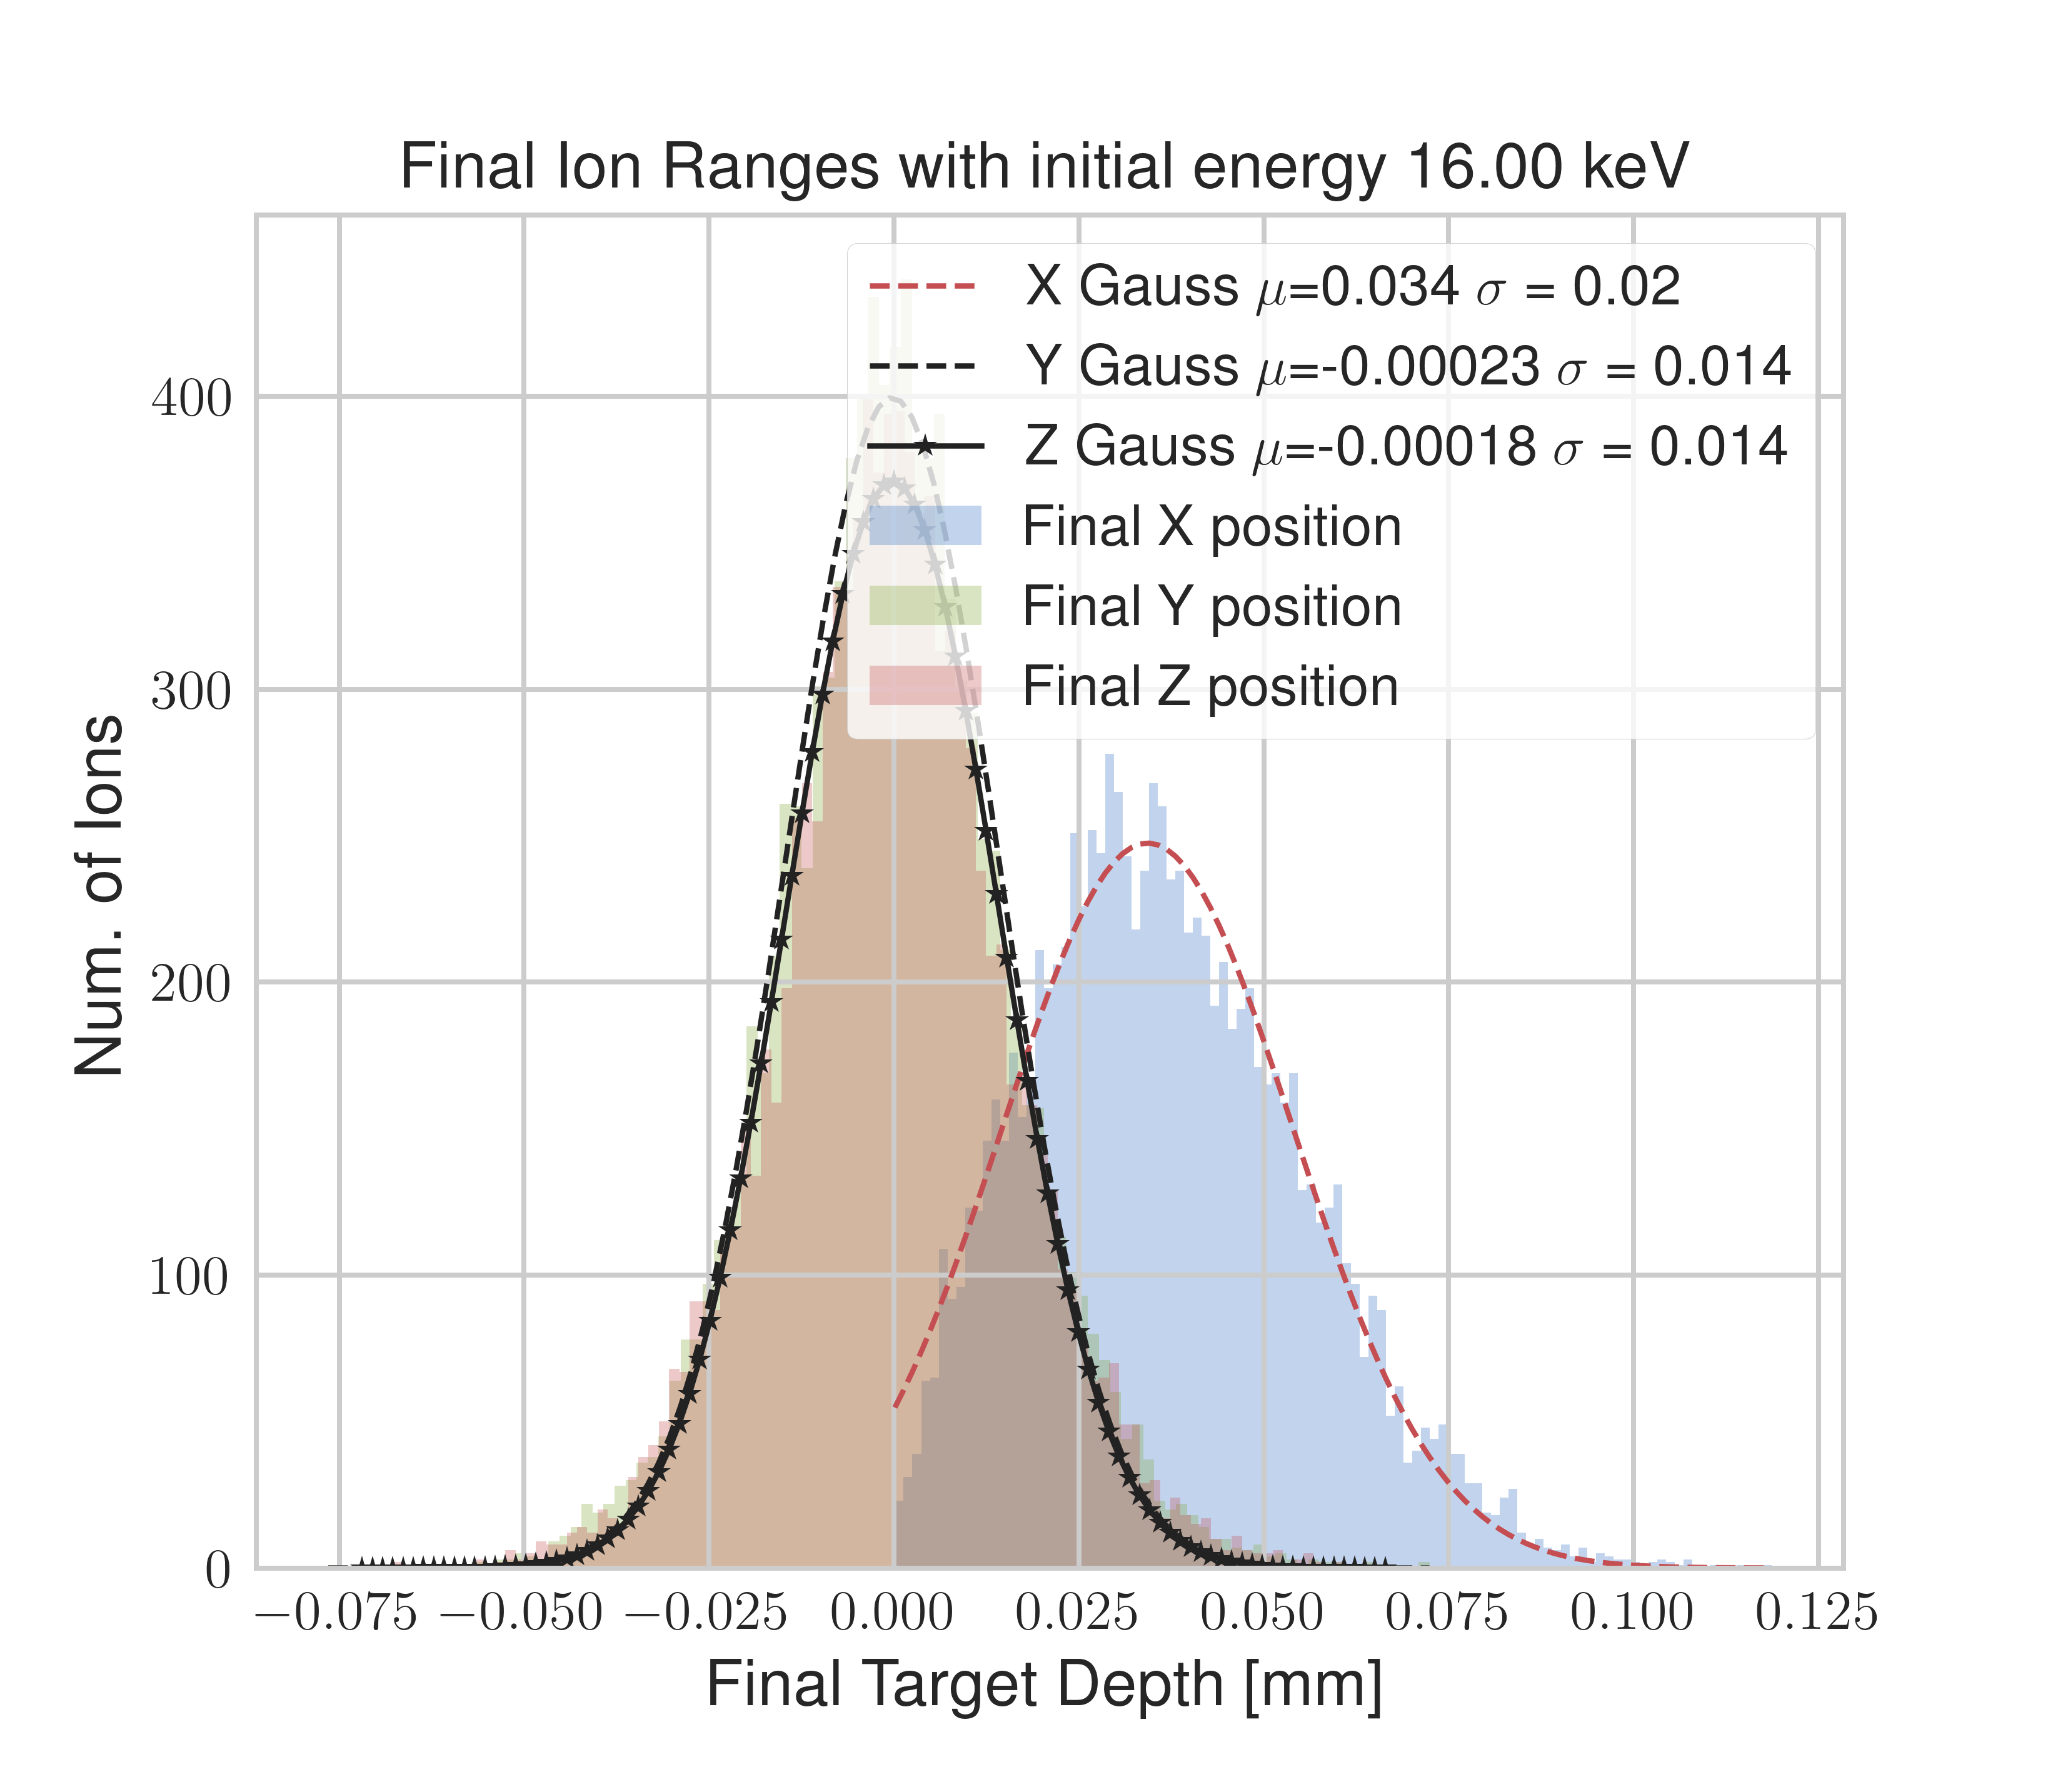 Final Ion Ranges with initial energy 16.00 keV
X Gauss μ=0.034 σ = 0.02
Y Gauss μ=-0.00023 σ = 0.014
Z Gauss μ=-0.00018 σ = 0.014
Final X position
Final Y position
Final Z position
Num. of Ions
400
300
200
100
0
−0.075 −0.050 −0.025 0.000 0.025 0.050 0.075 0.100 0.125
Final Target Depth [mm]